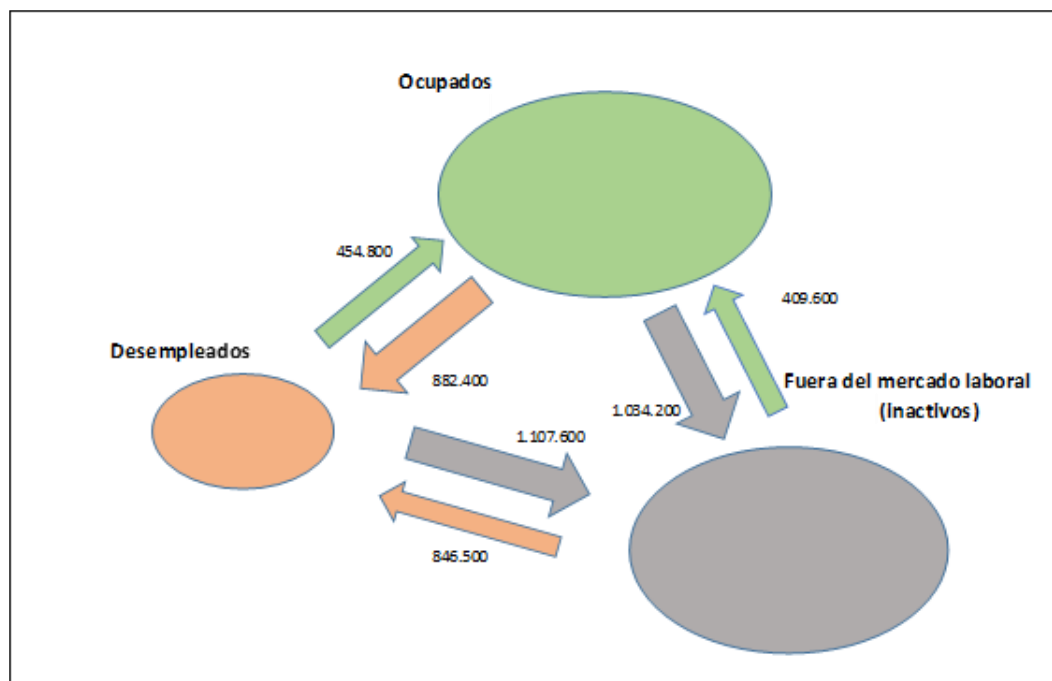 Ocupados
454.800
409.600
Desempleados
882.400
Fuera del mercado laboral
(inactivos)
1.034.200
1.107.600
846.500